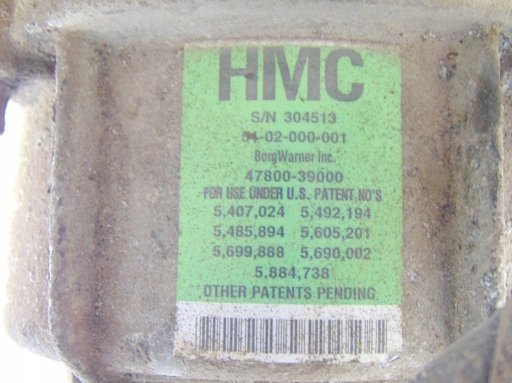 HMC
S/N 304513
54-02-000-001
BorgWarner Inc.
47800-39000
FOR USE UNDER U.S. PATENT NO'S
5,407,024 5,492,194
5,485,894 5,605,201
5,699,888 5,690,002
5,884,738
OTHER PATENTS PENDING